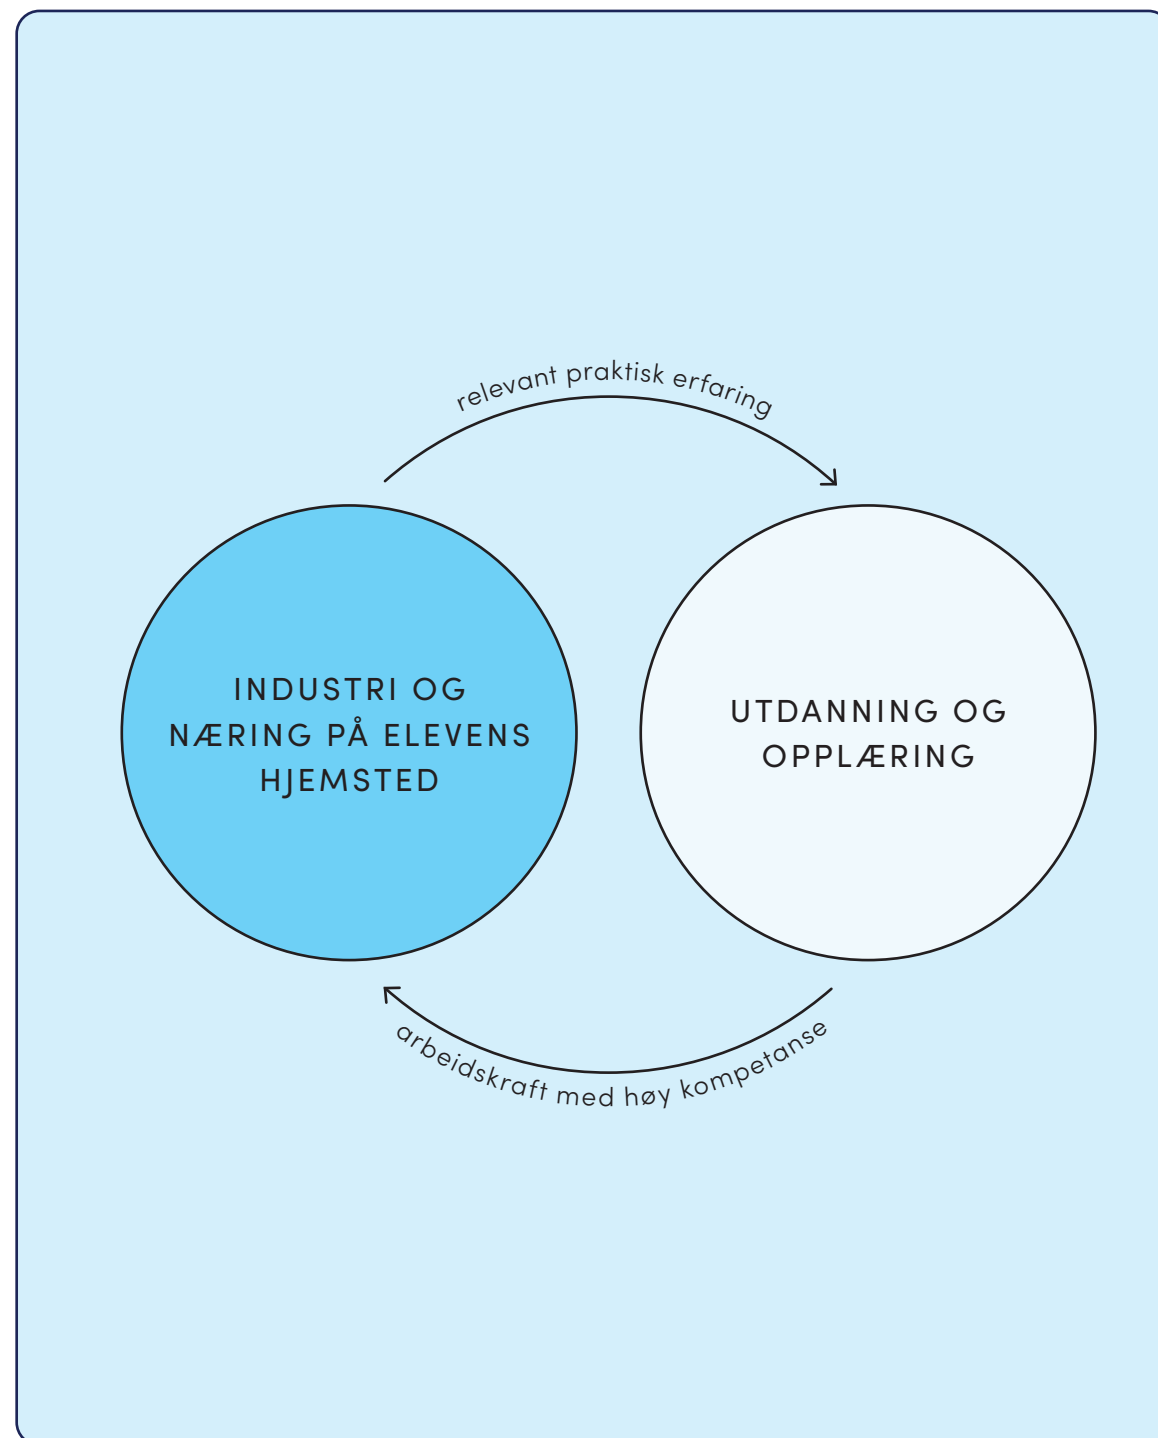 relevant praktisk erfaring
INDUSTRI OG
NÆRING PÅ ELEVENS
HJEMSTED
UTDANNING OG
OPPLÆRING
arbeidskraft med høy kompetanse